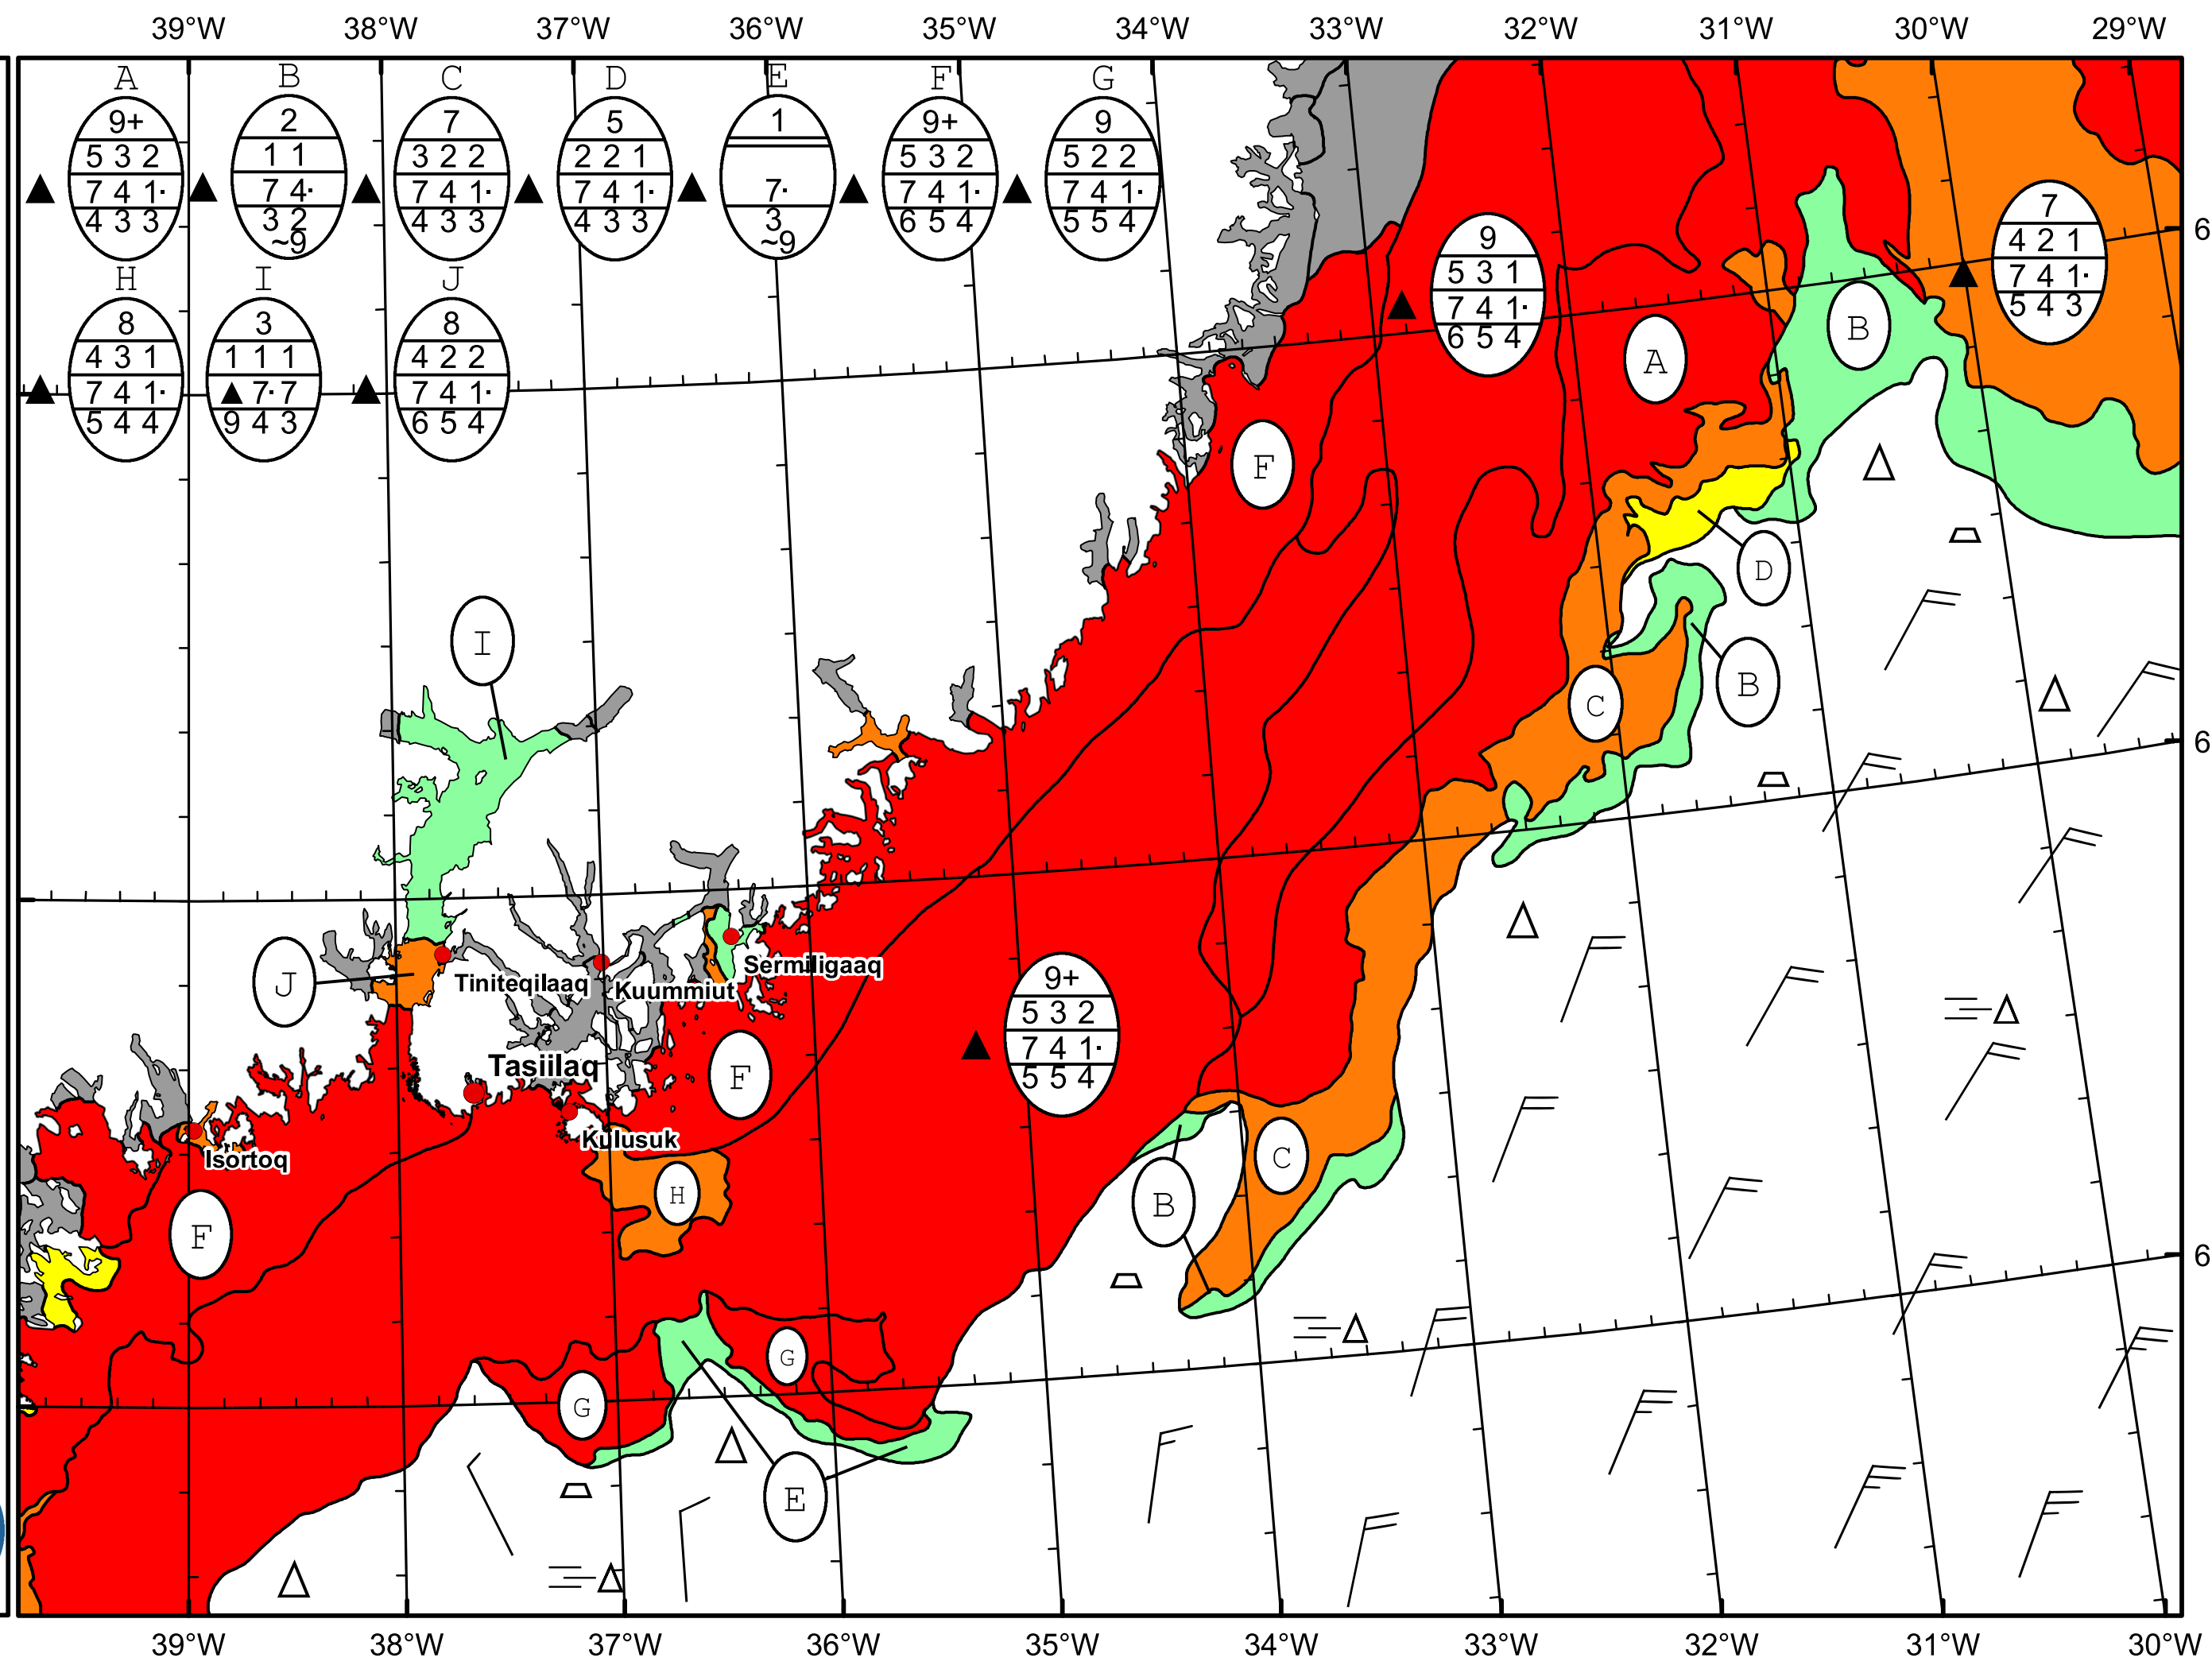 39°W 38°W 37°W 36°W 35°W 34°W 33°W 32°W 31°W 30°W 29°W
A B C D E F G
9+ 2 7 5 1 9+ 9
5 3 2 1 1 3 2 2 2 2 1 5 3 2 5 2 2
7 4 1· 7 4· 7 4 1· 7 4 1· 7· 7 4 1· 7 4 1·
4 3 3 3 2 4 3 3 4 3 3 3 6 5 4 5 5 4
~9 ~9
H I J
8 3 8
4 3 1 1 1 1 4 2 2
7 4 1· ▲ 7· 7 7 4 1·
5 4 4 9 4 3 6 5 4
7
4 2 1
7 4 1·
5 4 3
9
5 3 1
7 4 1·
6 5 4
6
B
A
F
D
I
B
C
6
Sermiligaaq
Tiniteqilaaq
Kuummiut
J
9+
5 3 2
7 4 1·
5 5 4
Tasiilaq
F
Kulusuk
Isortoq
C
H
B
F
6
G
G
E
39°W 38°W 37°W 36°W 35°W 34°W 33°W 32°W 31°W 30°W